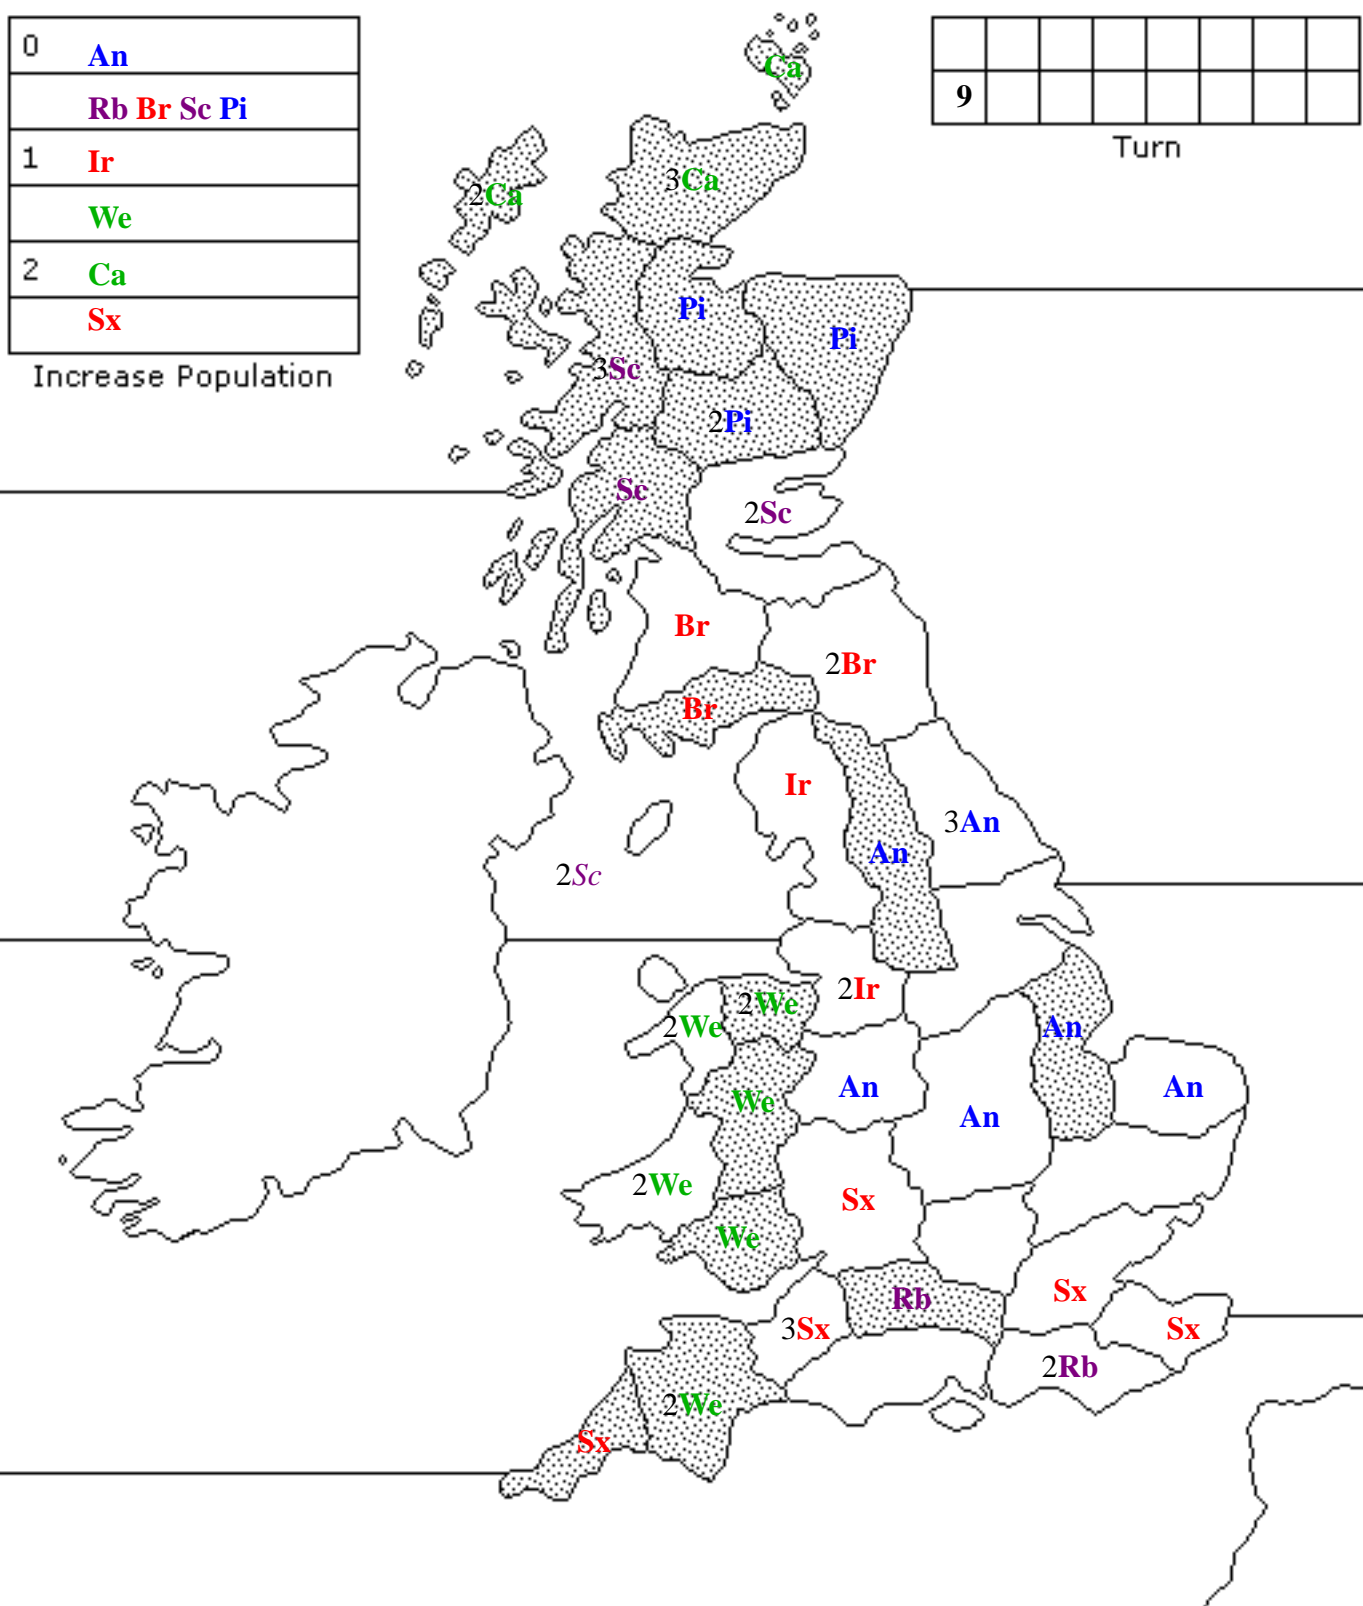 0 An
Rb Br Sc Pi
1 Ir
We
2 Ca
Sx
Increase Population
9
Turn
Ca
3Ca
2Ca
Pi
Pi
3Sc
2Pi
Sc
2Sc
Br
2Br
Br
Ir
3An
An
2Sc
2Ir
2We
2We
An
An
An
We
An
2We
Sx
We
Sx
Rb
3Sx
Sx
2Rb
2We
Sx